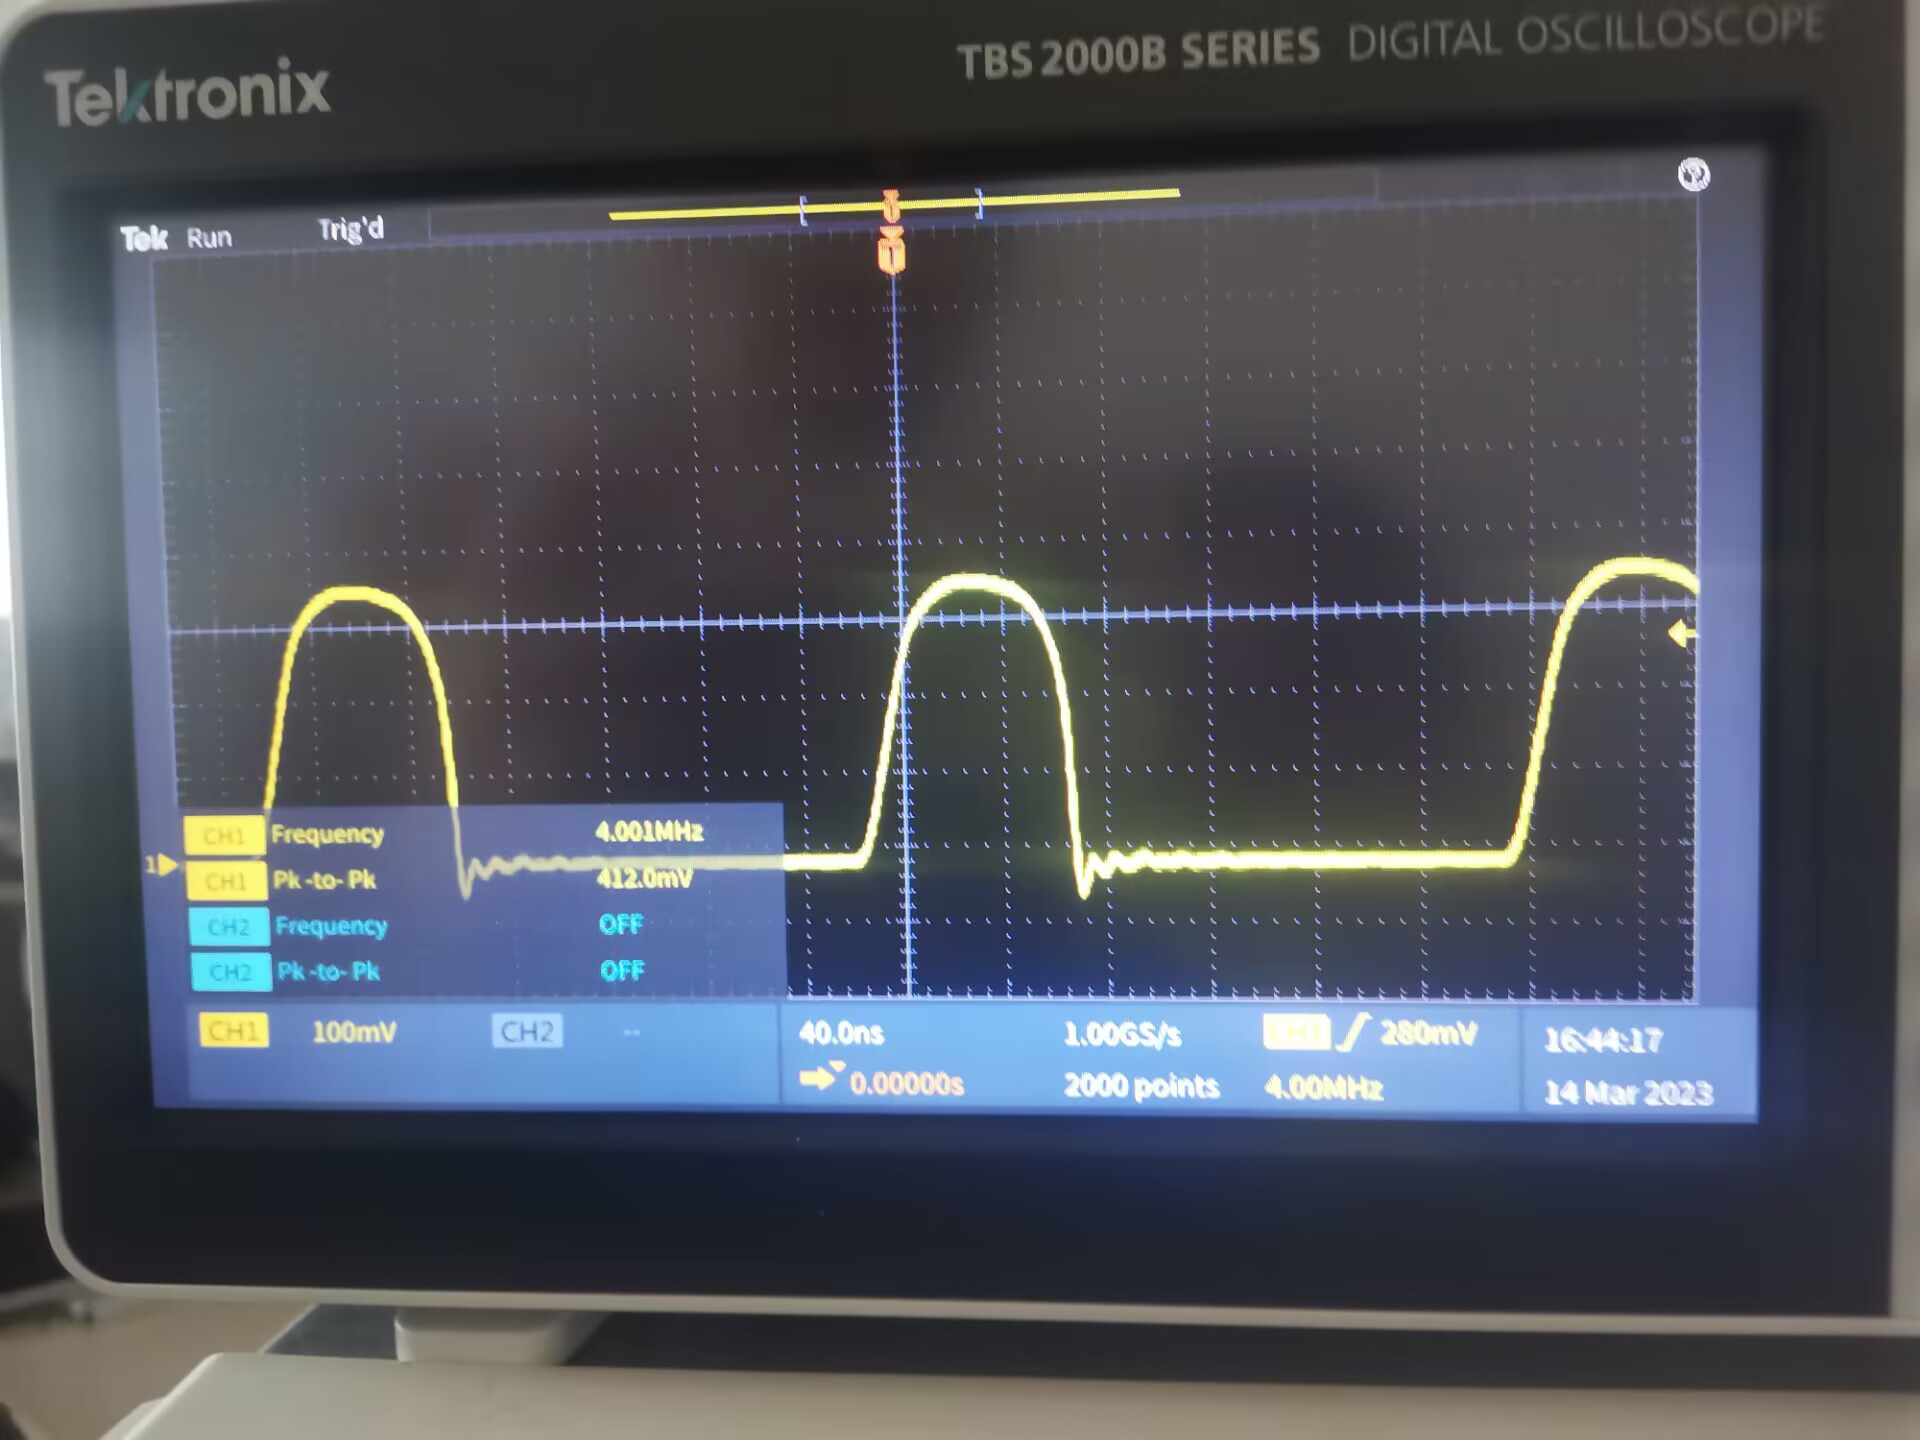 Tektronix
TBS 2000B SERIES DIGITAL OSCILLOSCOPE
Tek Run Trig'd
T
1
CH1 Frequency 4.001MHz
CH1 Pk-to-Pk 412.0mV
CH2 Frequency OFF
CH2 Pk-to-Pk OFF
CH1 100mV CH2 -- 40.0ns 1.00GS/s CH1 280mV 16:44:17
0.00000s 2000 points 4.00MHz 14 Mar 2023